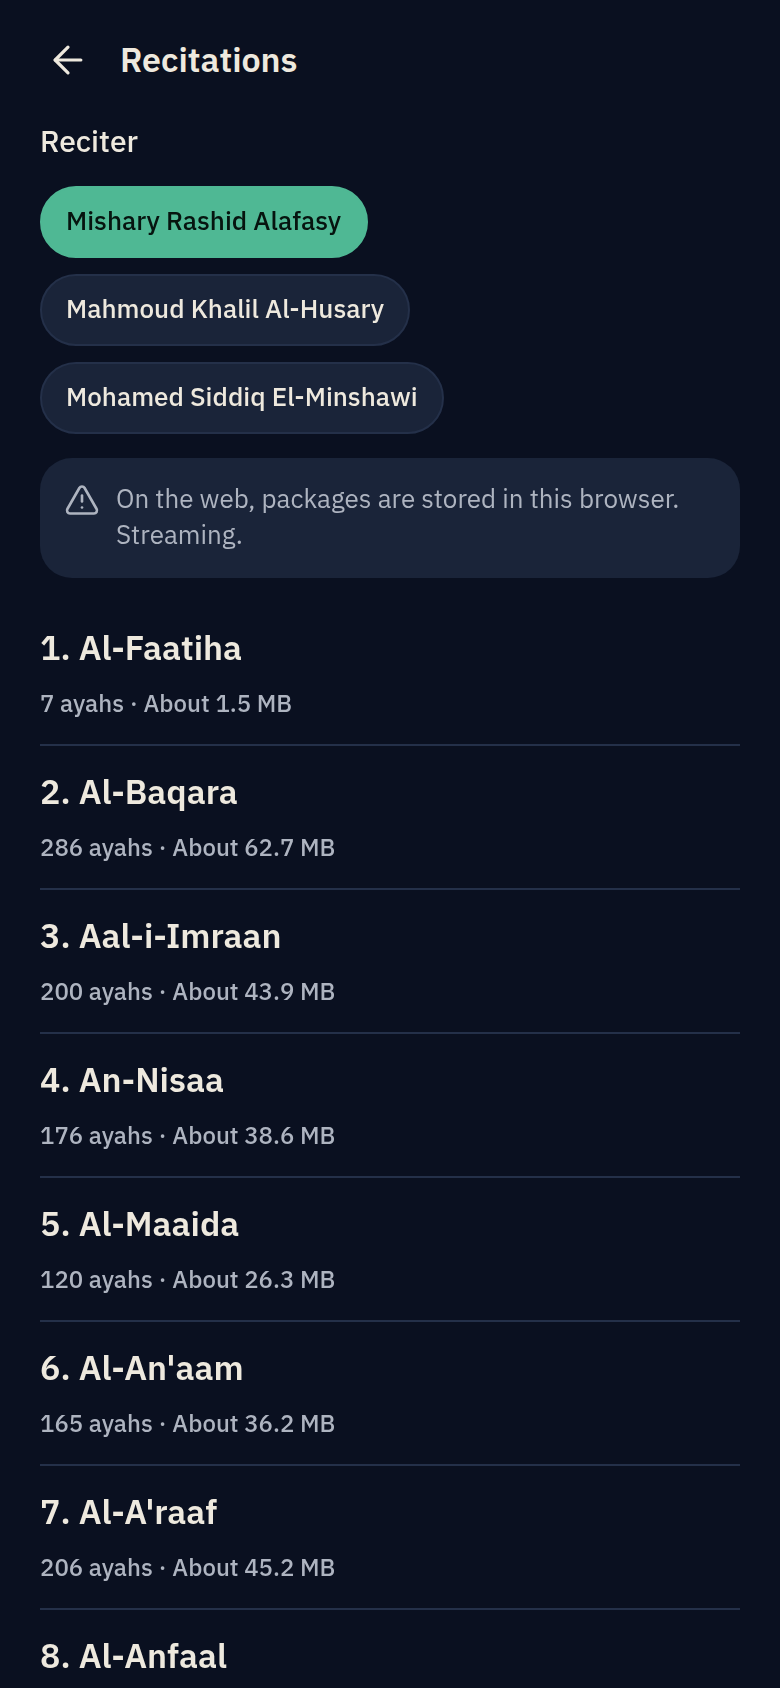 Recitations
Reciter
Mishary Rashid Alafasy
Mahmoud Khalil Al-Husary
Mohamed Siddiq El-Minshawi
On the web, packages are stored in this browser.
Streaming.
1. Al-Faatiha
7 ayahs · About 1.5 MB
2. Al-Baqara
286 ayahs · About 62.7 MB
3. Aal-i-Imraan
200 ayahs · About 43.9 MB
4. An-Nisaa
176 ayahs · About 38.6 MB
5. Al-Maaida
120 ayahs · About 26.3 MB
6. Al-An'aam
165 ayahs · About 36.2 MB
7. Al-A'raaf
206 ayahs · About 45.2 MB
8. Al-Anfaal